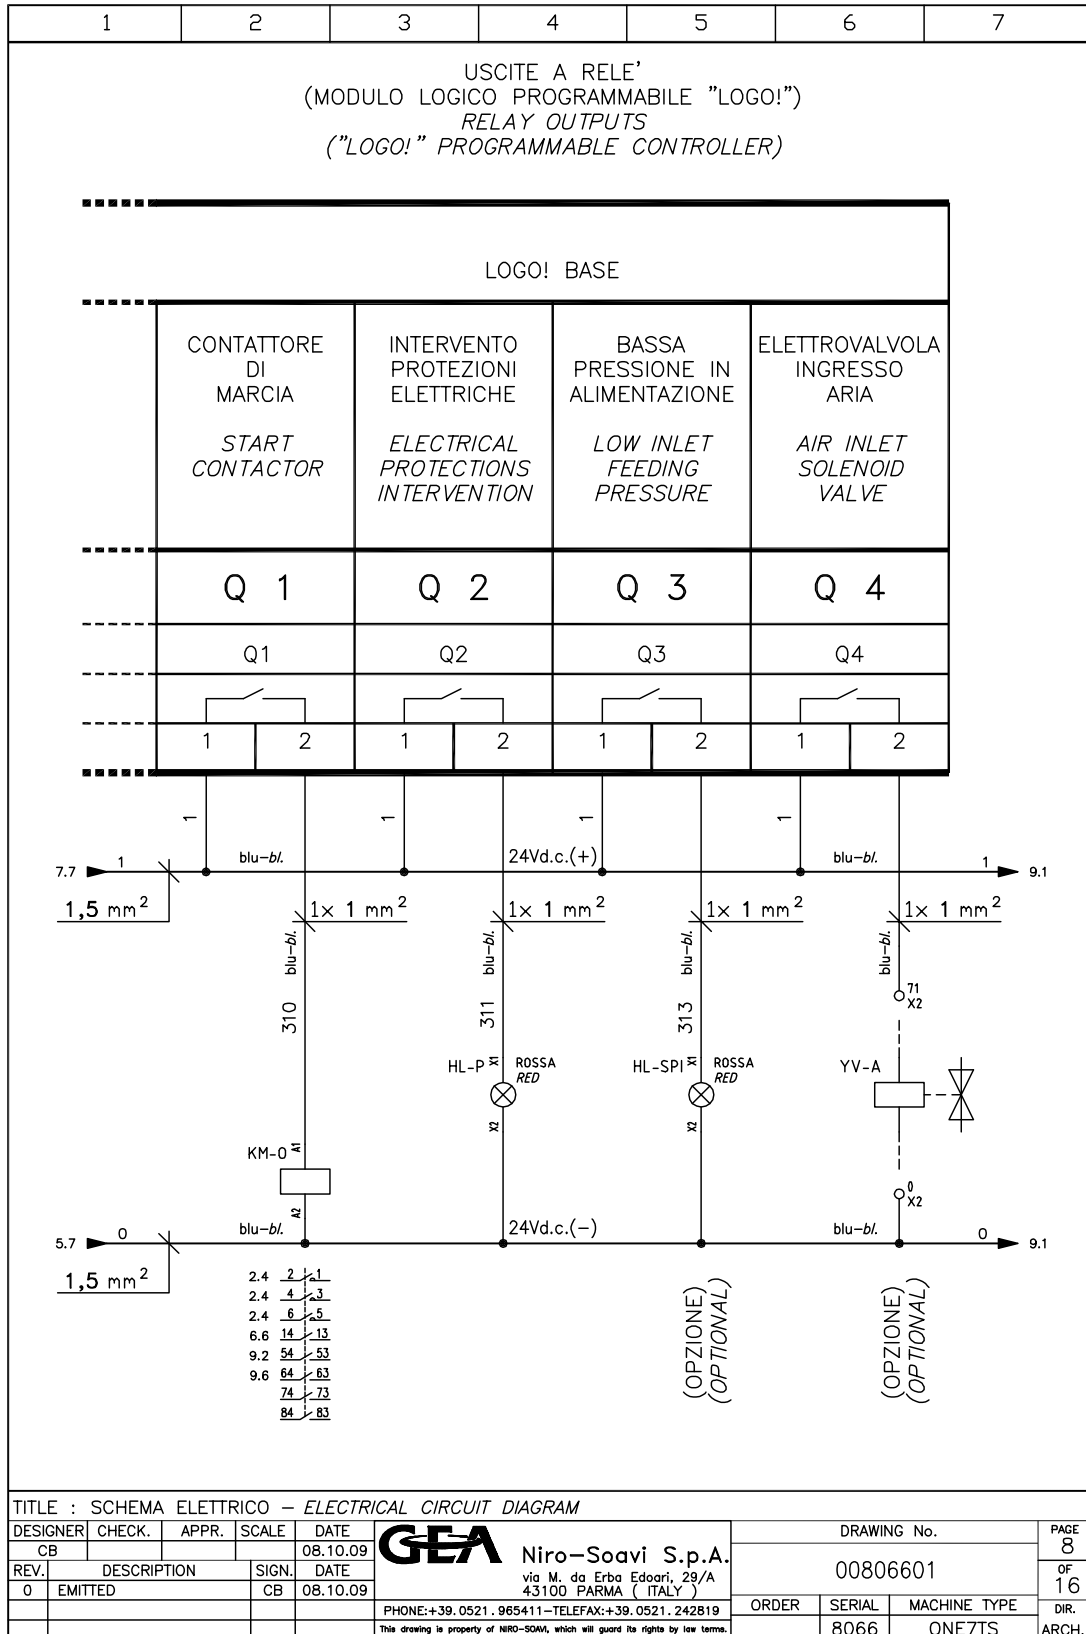 1 2 3 4 5 6 7
USCITE A RELE'
(MODULO LOGICO PROGRAMMABILE "LOGO!")
RELAY OUTPUTS
("LOGO!" PROGRAMMABLE CONTROLLER)
LOGO! BASE
CONTATTORE
DI
MARCIA
START
CONTACTOR
INTERVENTO
PROTEZIONI
ELETTRICHE
ELECTRICAL
PROTECTIONS
INTERVENTION
BASSA
PRESSIONE IN
ALIMENTAZIONE
LOW INLET
FEEDING
PRESSURE
ELETTROVALVOLA
INGRESSO
ARIA
AIR INLET
SOLENOID
VALVE
Q 1 Q 2 Q 3 Q 4
Q1 Q2 Q3 Q4
1 2 1 2 1 2 1 2
1 1 1 1
7.7 1 blu-bl. 24Vd.c.(+) blu-bl. 1 9.1
1,5 mm² 1x 1 mm² 1x 1 mm² 1x 1 mm² 1x 1 mm²
blu-bl. blu-bl. blu-bl. blu-bl.
310 311 313
71
X2
HL-P X1 ROSSA
RED
X2
HL-SPI X1 ROSSA
RED
X2
YV-A
KM-0 A1
A2
0
X2
5.7 0 blu-bl. 24Vd.c.(-) blu-bl. 0 9.1
1,5 mm²
2.4 2 1
2.4 4 3
2.4 6 5
6.6 14 13
9.2 54 53
9.6 64 63
74 73
84 83
(OPZIONE)
(OPTIONAL)
(OPZIONE)
(OPTIONAL)
TITLE : SCHEMA ELETTRICO - ELECTRICAL CIRCUIT DIAGRAM
DESIGNER CHECK. APPR. SCALE DATE
CB 08.10.09
REV. DESCRIPTION SIGN. DATE
0 EMITTED CB 08.10.09
GEA
Niro-Soavi S.p.A.
via M. da Erba Edoari, 29/A
43100 PARMA ( ITALY )
PHONE:+39.0521.965411-TELEFAX:+39.0521.242819
This drawing is property of NIRO-SOAVI, which will guard its rights by law terms.
DRAWING No.
00806601
ORDER SERIAL MACHINE TYPE
8066 ONE7TS
PAGE
8
OF
16
DIR.
ARCH.